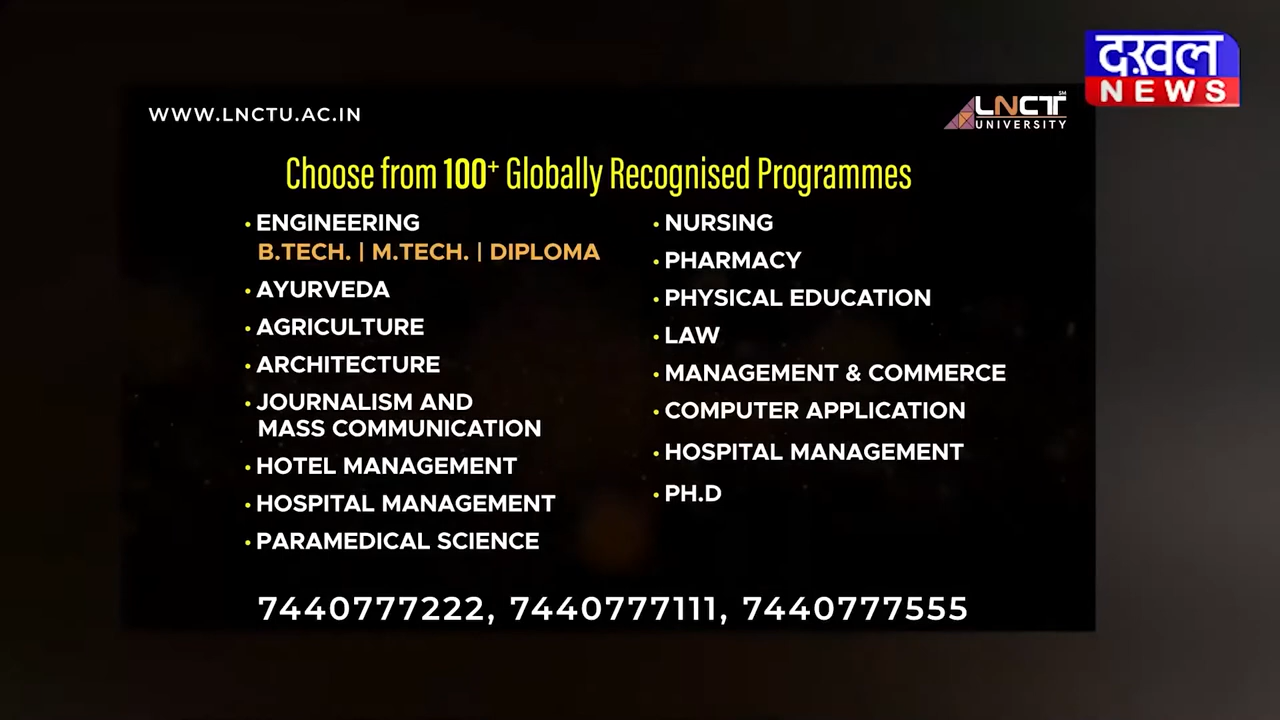 दख़ल
NEWS
WWW.LNCTU.AC.IN
LNCT SM
UNIVERSITY
Choose from 100+ Globally Recognised Programmes
• ENGINEERING
B.TECH. | M.TECH. | DIPLOMA
• AYURVEDA
• AGRICULTURE
• ARCHITECTURE
• JOURNALISM AND
MASS COMMUNICATION
• HOTEL MANAGEMENT
• HOSPITAL MANAGEMENT
• PARAMEDICAL SCIENCE
• NURSING
• PHARMACY
• PHYSICAL EDUCATION
• LAW
• MANAGEMENT & COMMERCE
• COMPUTER APPLICATION
• HOSPITAL MANAGEMENT
• PH.D
7440777222, 7440777111, 7440777555